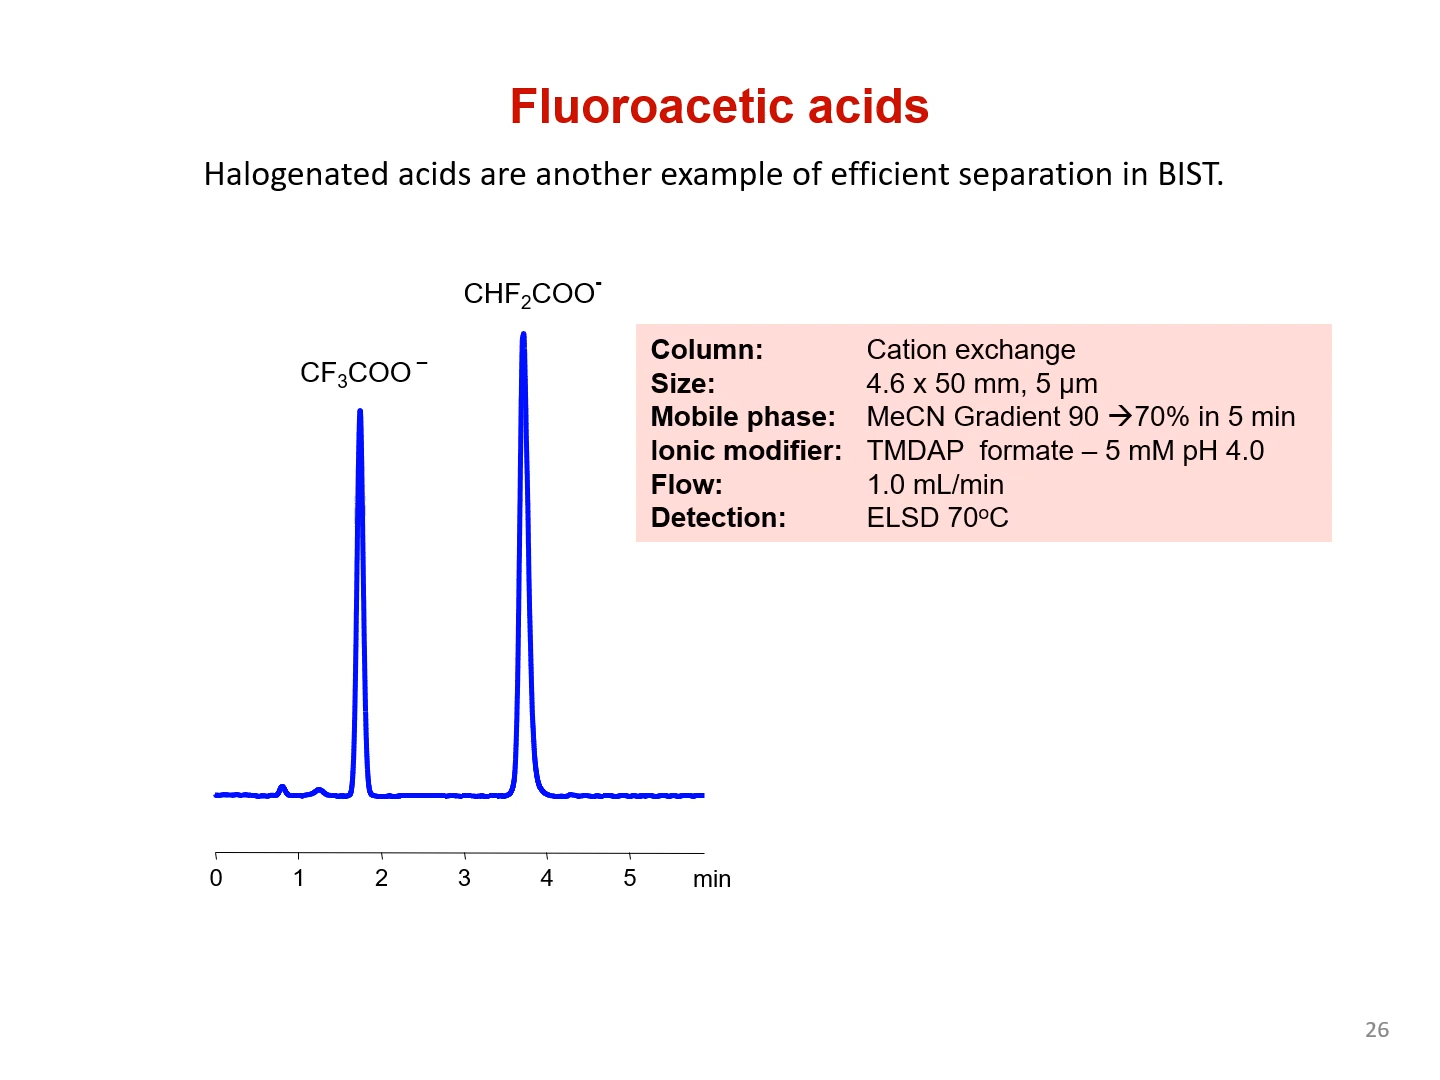 Fluoroacetic acids
Halogenated acids are another example of efficient separation in BIST.
CHF₂COO⁻
CF₃COO⁻
Column: Cation exchange
Size: 4.6 x 50 mm, 5 µm
Mobile phase: MeCN Gradient 90 →70% in 5 min
Ionic modifier: TMDAP formate – 5 mM pH 4.0
Flow: 1.0 mL/min
Detection: ELSD 70ºC
0 1 2 3 4 5 min
26